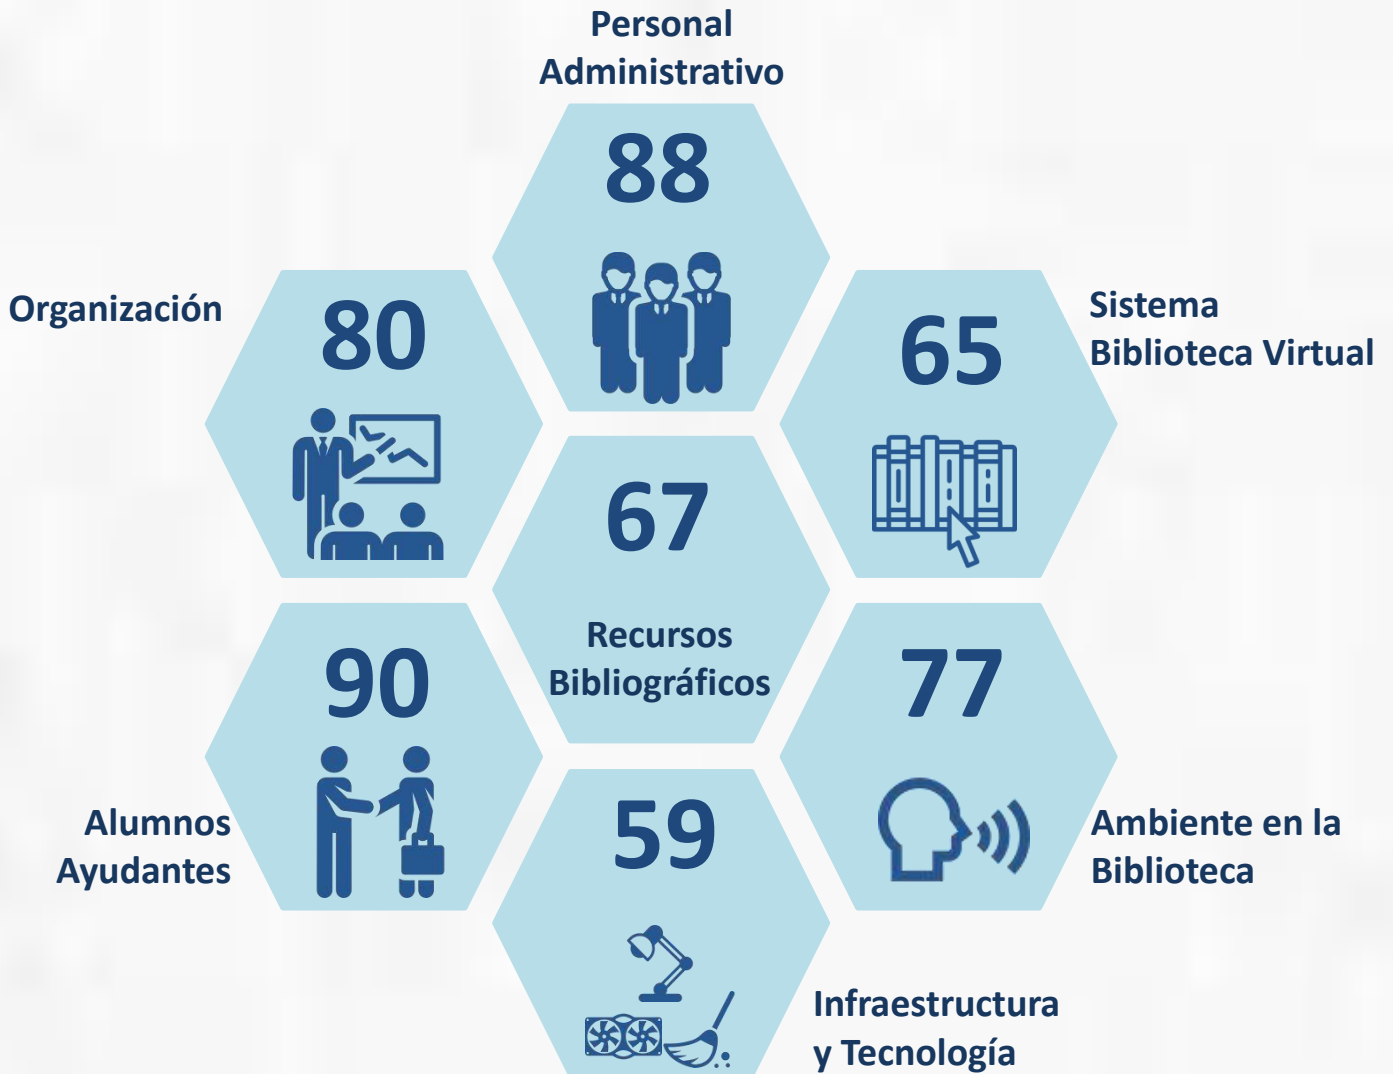 Personal
Administrativo
88
Organización
80
65
Sistema
Biblioteca Virtual
67
Recursos
Bibliográficos
90
Alumnos
Ayudantes
77
Ambiente en la
Biblioteca
59
Infraestructura
y Tecnología